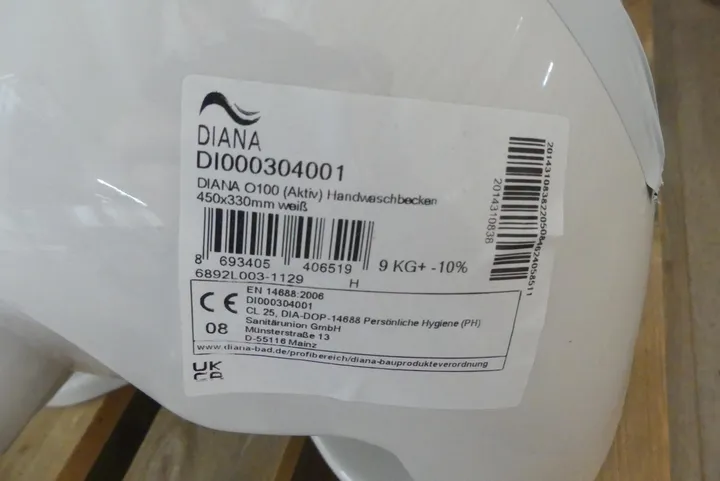 DIANA
DI000304001
DIANA O100 (Aktiv) Handwaschbecken
450x330mm weiß
8 693405 406519
9 KG+ -10%
6892L003-1129
H
EN 14688:2006
DI000304001
CL 25, DIA-DOP-14688 Persönliche Hygiene (PH)
08
Sanitärunion GmbH
Münsterstraße 13
D-55116 Mainz
www.diana-bad.de/profibereich/diana-bauprodukteverordnung
CE
UK
CA
2014310838